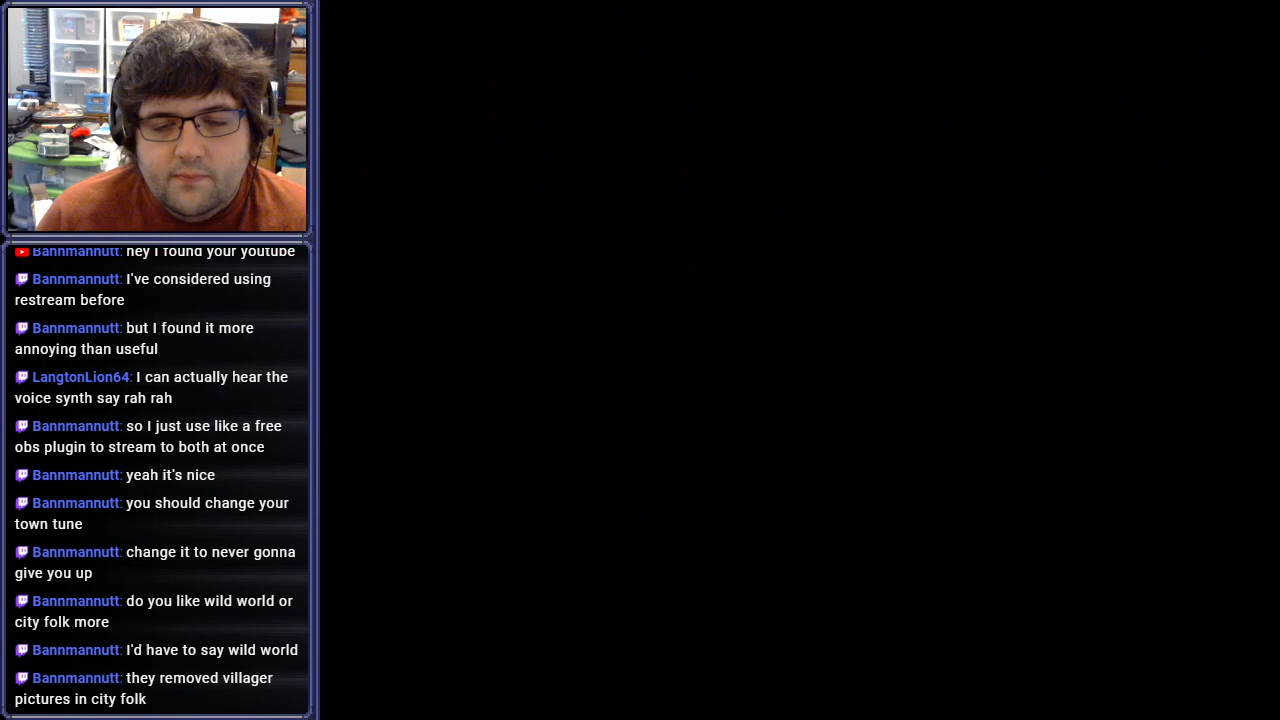 Bannmannutt: hey I found your youtube
Bannmannutt: I've considered using
restream before
Bannmannutt: but I found it more
annoying than useful
LangtonLion64: I can actually hear the
voice synth say rah rah
Bannmannutt: so I just use like a free
obs plugin to stream to both at once
Bannmannutt: yeah it's nice
Bannmannutt: you should change your
town tune
Bannmannutt: change it to never gonna
give you up
Bannmannutt: do you like wild world or
city folk more
Bannmannutt: I'd have to say wild world
Bannmannutt: they removed villager
pictures in city folk